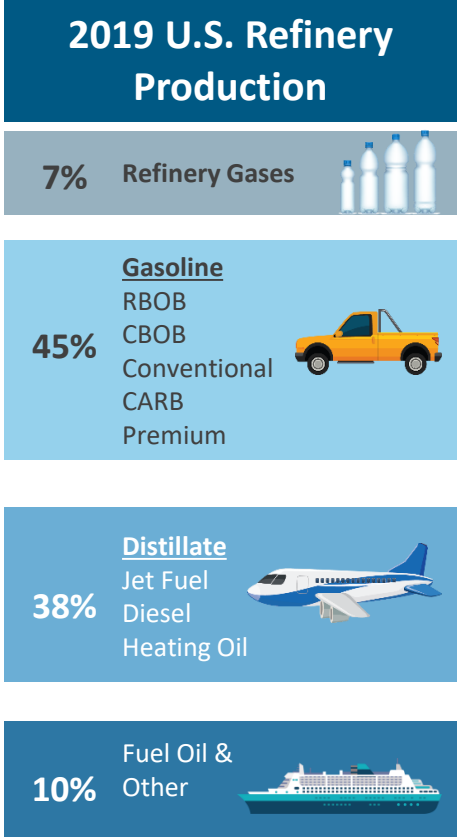 2019 U.S. Refinery
Production
7% Refinery Gases
45%
Gasoline
RBOB
CBOB
Conventional
CARB
Premium
38%
Distillate
Jet Fuel
Diesel
Heating Oil
10%
Fuel Oil &
Other